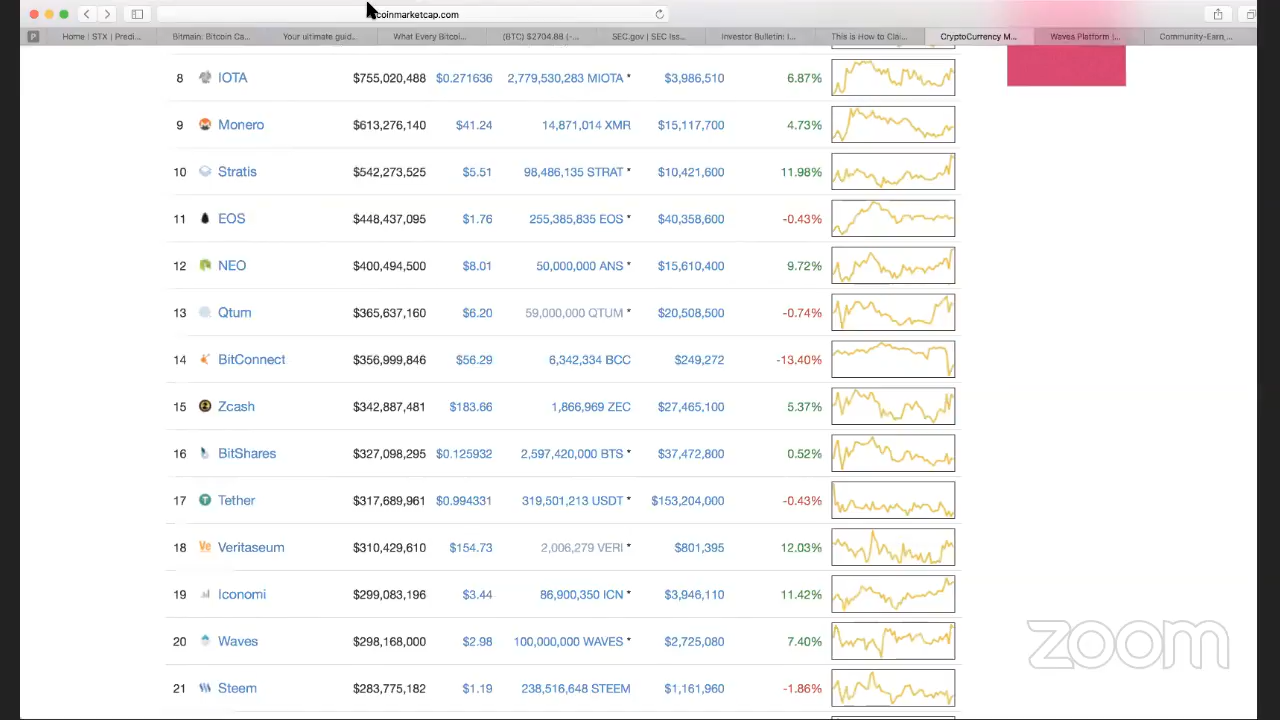 coinmarketcap.com
Home | STX | Predi... Bitmain: Bitcoin Ca... Your ultimate guid... What Every Bitcoi... (BTC) $2704.98 (-... SEC.gov | SEC Iss... Investor Bulletin: I... This is How to Clai... CryptoCurrency M... Waves Platform |... Community-Earn,...
8 IOTA $755,020,488 $0.271636 2,779,530,283 MIOTA * $3,986,510 6.87%
9 Monero $613,276,140 $41.24 14,871,014 XMR $15,117,700 4.73%
10 Stratis $542,273,525 $5.51 98,486,135 STRAT * $10,421,600 11.98%
11 EOS $448,437,095 $1.76 255,385,835 EOS * $40,358,600 -0.43%
12 NEO $400,494,500 $8.01 50,000,000 ANS * $15,610,400 9.72%
13 Qtum $365,637,160 $6.20 59,000,000 QTUM * $20,508,500 -0.74%
14 BitConnect $356,999,846 $56.29 6,342,334 BCC $249,272 -13.40%
15 Zcash $342,887,481 $183.66 1,866,969 ZEC $27,465,100 5.37%
16 BitShares $327,098,295 $0.125932 2,597,420,000 BTS * $37,472,800 0.52%
17 Tether $317,689,961 $0.994331 319,501,213 USDT * $153,204,000 -0.43%
18 Veritaseum $310,429,610 $154.73 2,006,279 VERI * $801,395 12.03%
19 Iconomi $299,083,196 $3.44 86,900,350 ICN * $3,946,110 11.42%
20 Waves $298,168,000 $2.98 100,000,000 WAVES * $2,725,080 7.40%
21 Steem $283,775,182 $1.19 238,516,648 STEEM $1,161,960 -1.86%
zoom